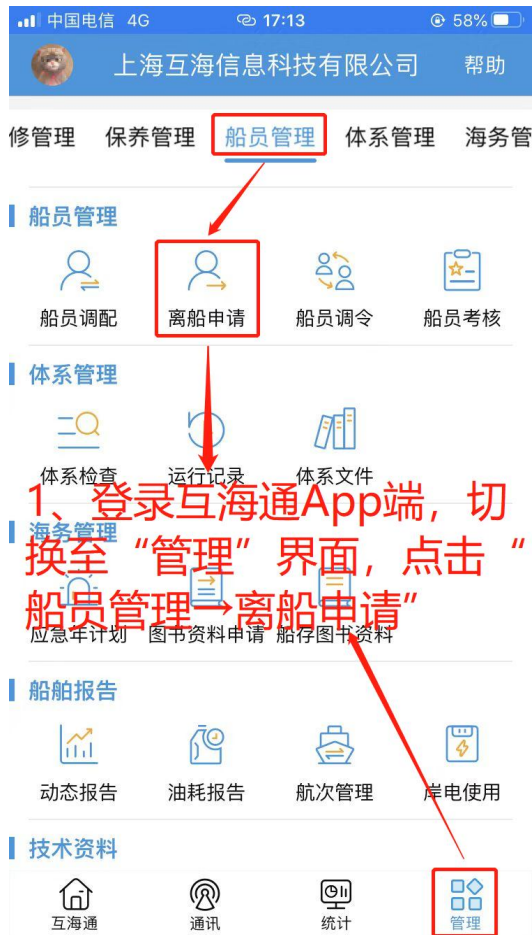 中国电信 4G 17:13 58%
上海互海信息科技有限公司 帮助
修管理 保养管理 船员管理 体系管理 海务管
船员管理
船员调配 离船申请 船员调令 船员考核
体系管理
体系检查 运行记录 体系文件
1、登录互海通App端，切
海务管理
换至“管理”界面，点击“
船员管理→离船申请”
应急年计划 图书资料申请 船存图书资料
船舶报告
动态报告 油耗报告 航次管理 岸电使用
技术资料
互海通 通讯 统计 管理